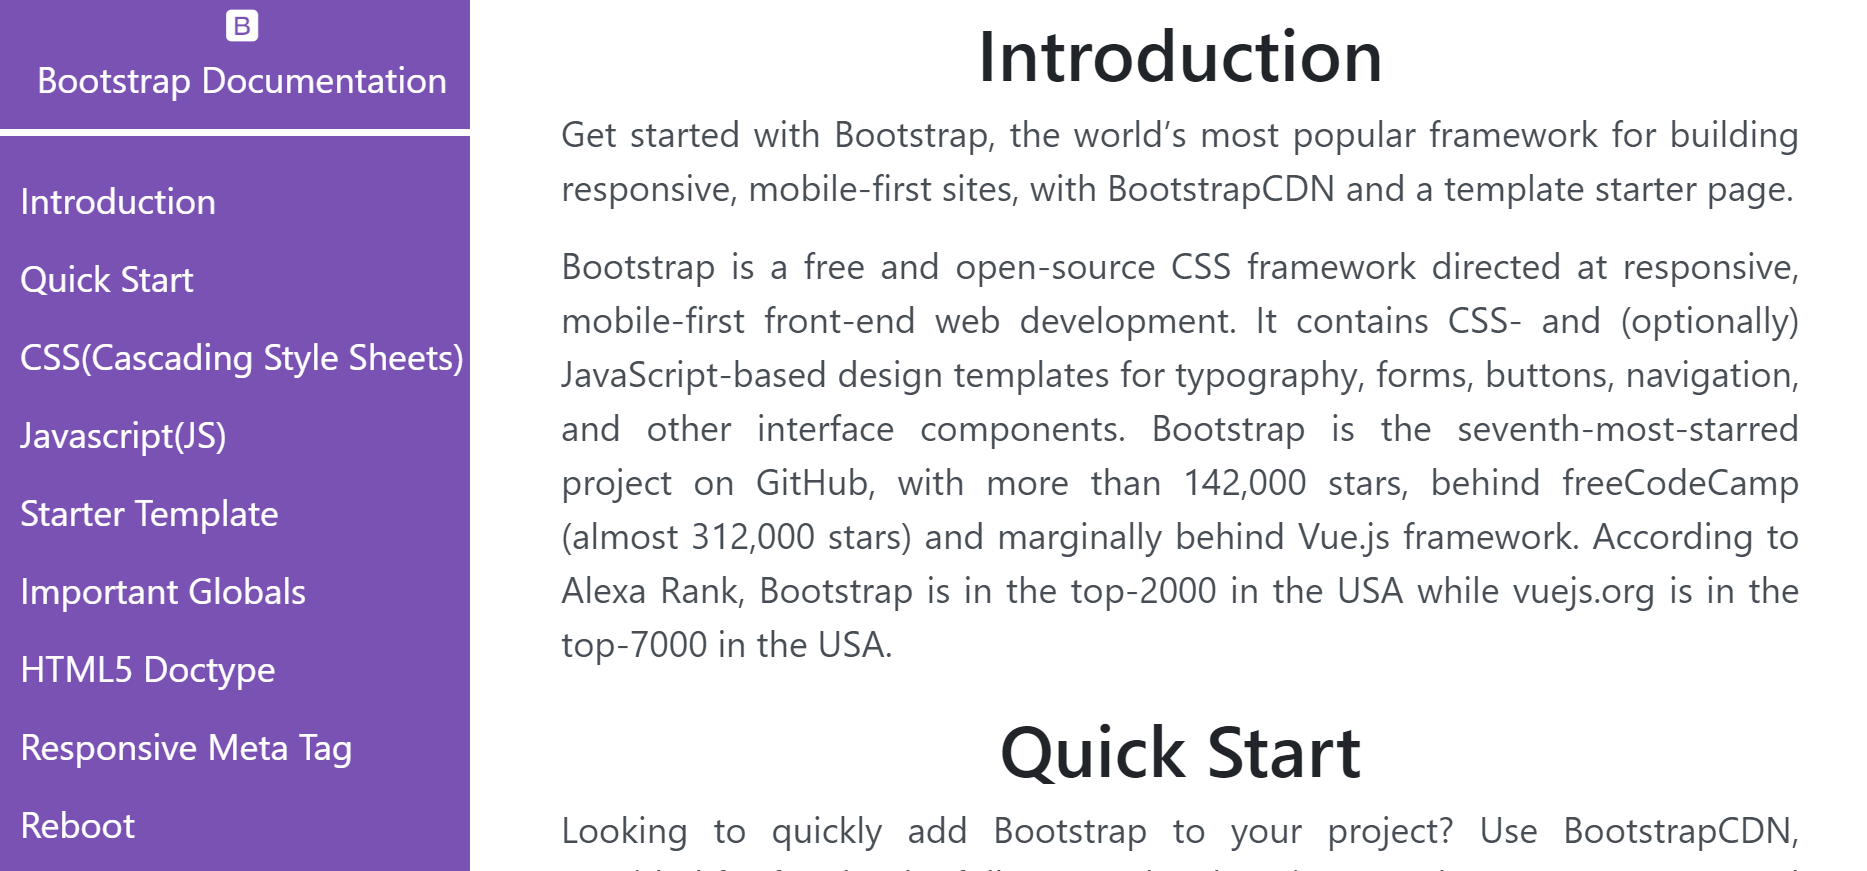 B
Bootstrap Documentation
Introduction
Quick Start
CSS(Cascading Style Sheets)
Javascript(JS)
Starter Template
Important Globals
HTML5 Doctype
Responsive Meta Tag
Reboot
Introduction
Get started with Bootstrap, the world’s most popular framework for building
responsive, mobile-first sites, with BootstrapCDN and a template starter page.
Bootstrap is a free and open-source CSS framework directed at responsive,
mobile-first front-end web development. It contains CSS- and (optionally)
JavaScript-based design templates for typography, forms, buttons, navigation,
and other interface components. Bootstrap is the seventh-most-starred
project on GitHub, with more than 142,000 stars, behind freeCodeCamp
(almost 312,000 stars) and marginally behind Vue.js framework. According to
Alexa Rank, Bootstrap is in the top-2000 in the USA while vuejs.org is in the
top-7000 in the USA.
Quick Start
Looking to quickly add Bootstrap to your project? Use BootstrapCDN,